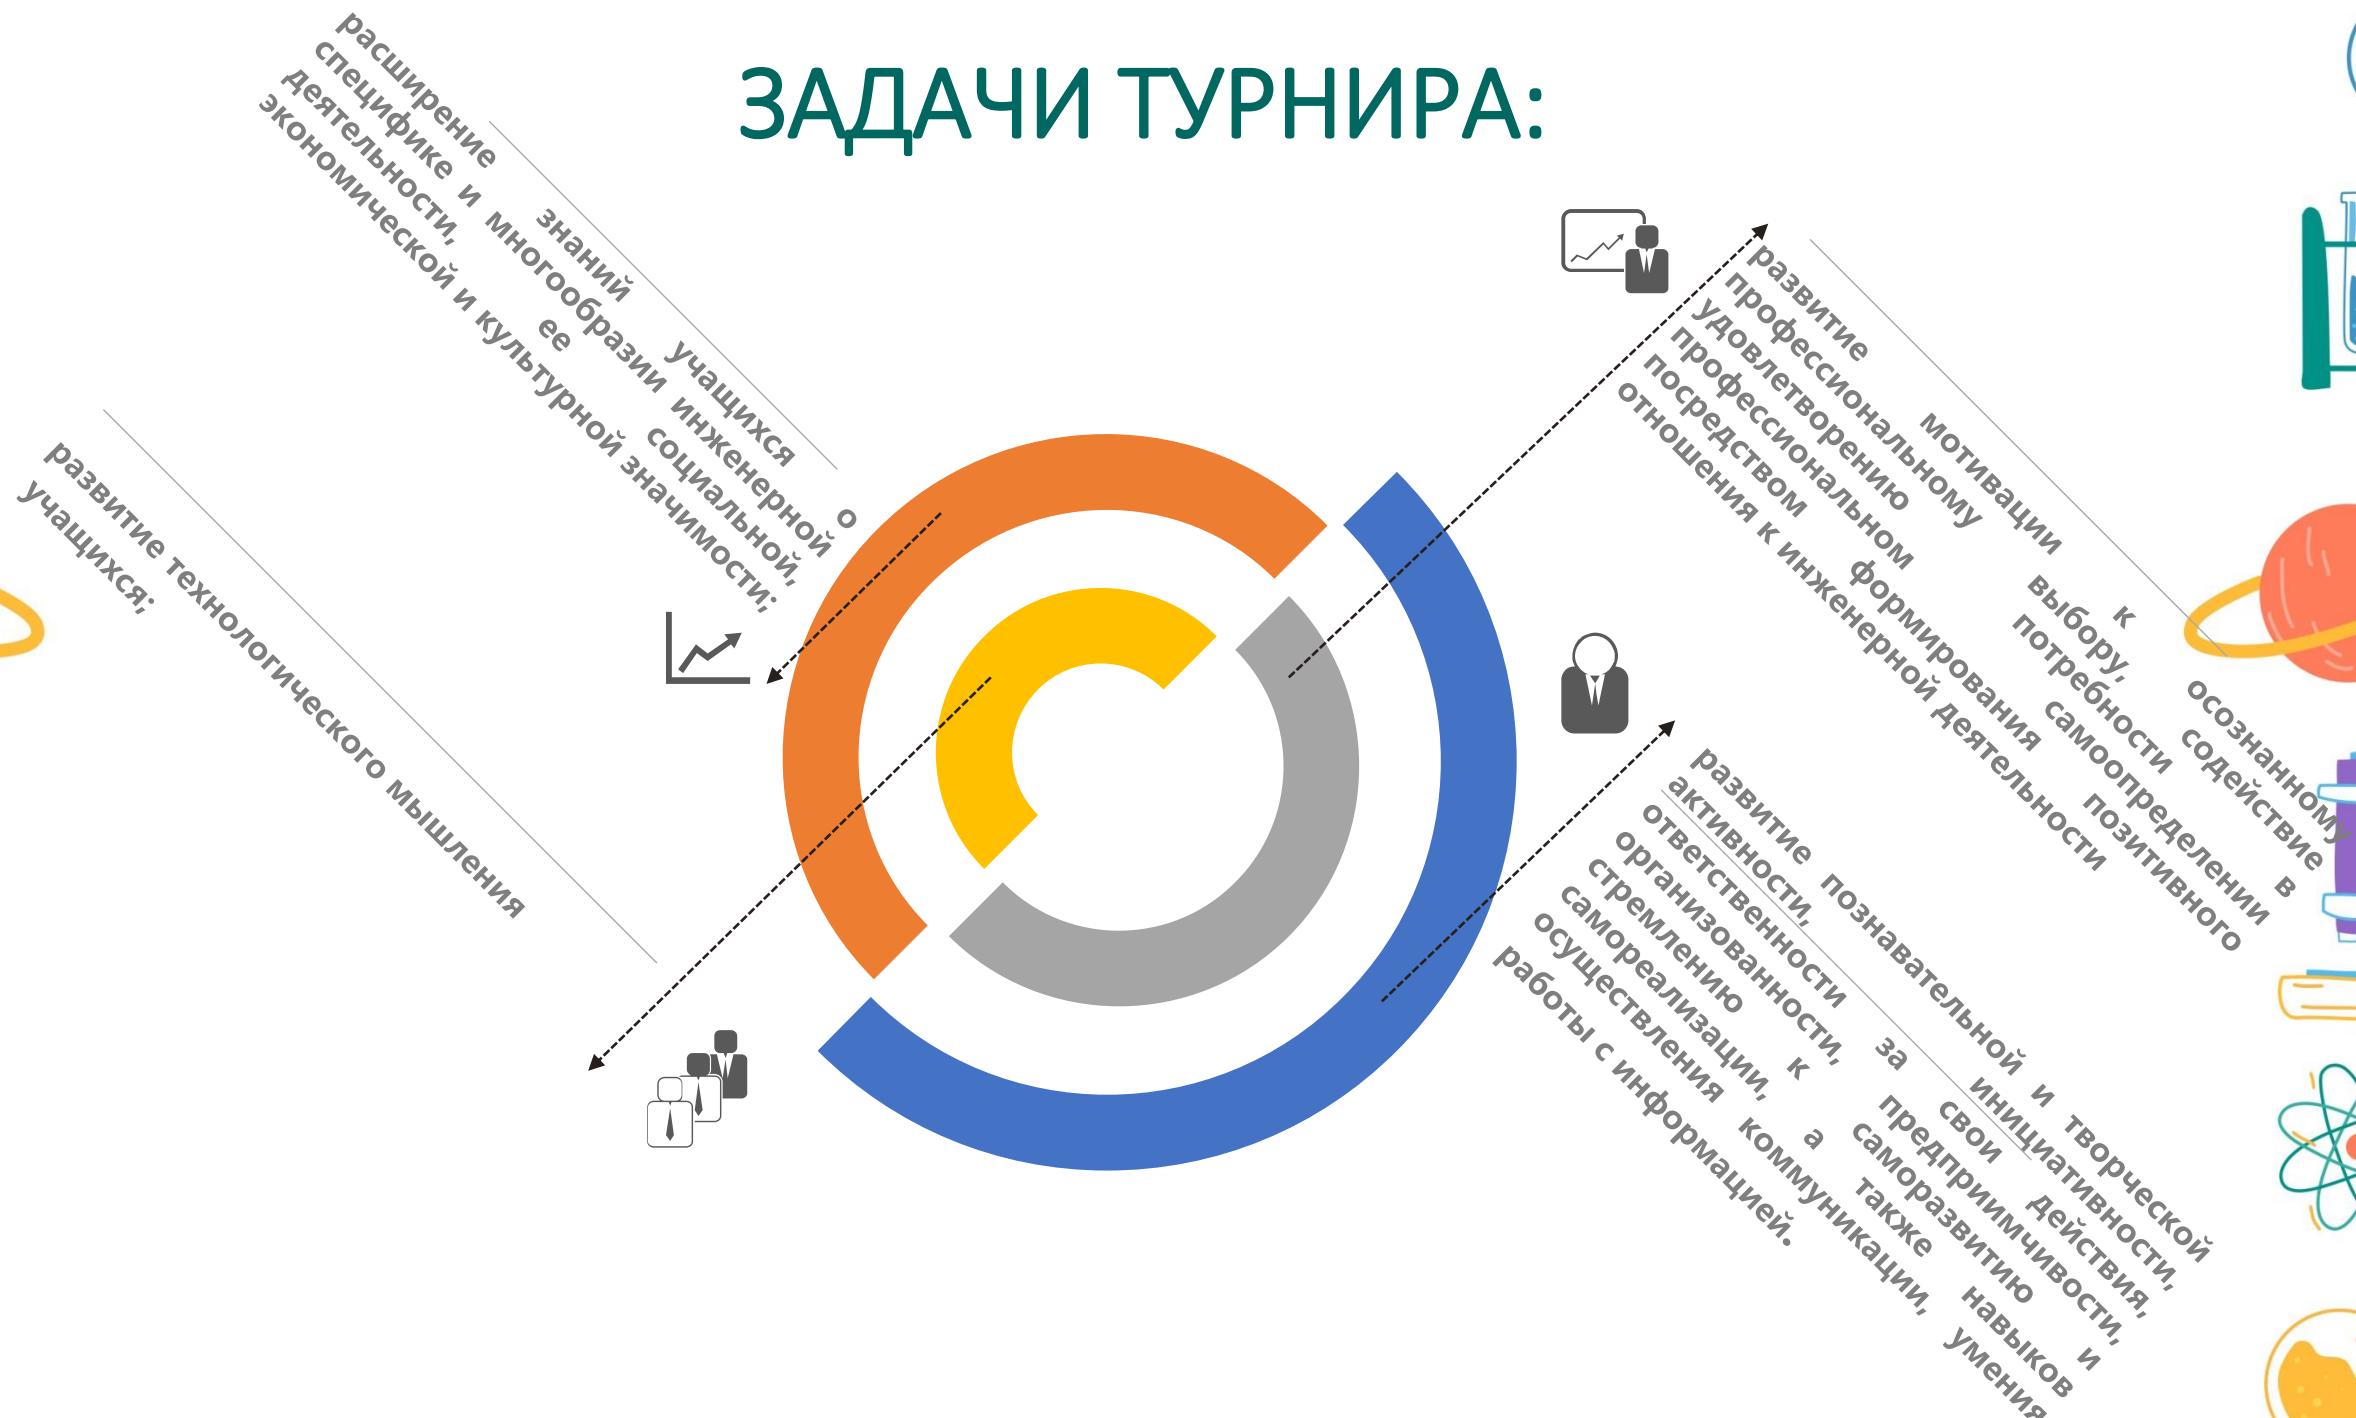 ЗАДАЧИ ТУРНИРА:
расширение знаний учащихся о
специфике и многообразии инженерной
деятельности, ее социальной,
экономической и культурной значимости;
развитие технологического мышления
учащихся;
развитие мотивации к осознанному
профессиональному выбору, содействие
удовлетворению потребности в
профессиональном самоопределении
посредством формирования позитивного
отношения к инженерной деятельности
развитие познавательной и творческой
активности, инициативности,
ответственности за свои действия,
организованности, предприимчивости,
стремлению к саморазвитию и
самореализации, а также навыков
осуществления коммуникации, умения
работы с информацией.